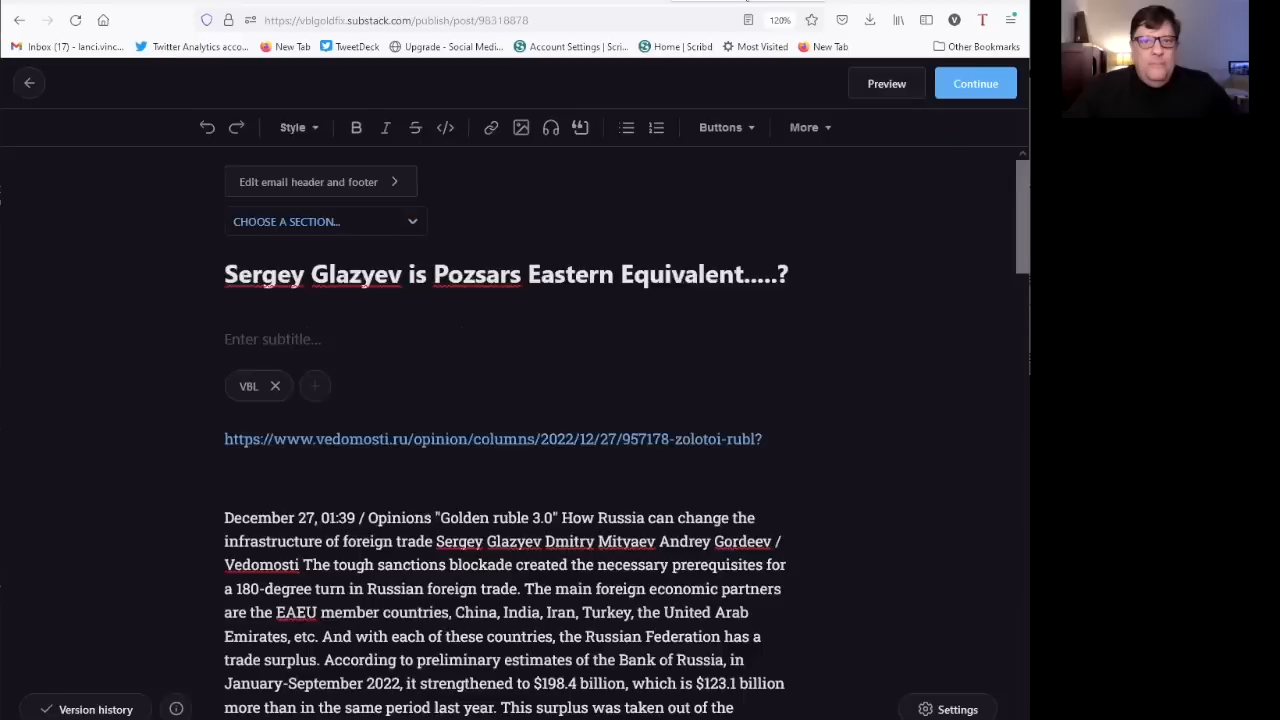 https://vblgoldfix.substack.com/publish/post/98318878
120%
Inbox (17) - lanci.vinc...
Twitter Analytics acco...
New Tab
TweetDeck
Upgrade - Social Medi...
Account Settings | Scri...
Home | Scribd
Most Visited
New Tab
Other Bookmarks
Preview
Continue
Style
B
I
S
</>
Buttons
More
Edit email header and footer
CHOOSE A SECTION...
Sergey Glazyev is Pozsars Eastern Equivalent.....?
Enter subtitle...
VBL
https://www.vedomosti.ru/opinion/columns/2022/12/27/957178-zolotoi-rubl?
December 27, 01:39 / Opinions "Golden ruble 3.0" How Russia can change the
infrastructure of foreign trade Sergey Glazyev Dmitry Mityaev Andrey Gordeev /
Vedomosti The tough sanctions blockade created the necessary prerequisites for
a 180-degree turn in Russian foreign trade. The main foreign economic partners
are the EAEU member countries, China, India, Iran, Turkey, the United Arab
Emirates, etc. And with each of these countries, the Russian Federation has a
trade surplus. According to preliminary estimates of the Bank of Russia, in
January-September 2022, it strengthened to $198.4 billion, which is $123.1 billion
more than in the same period last year. This surplus was taken out of the
Version history
Settings